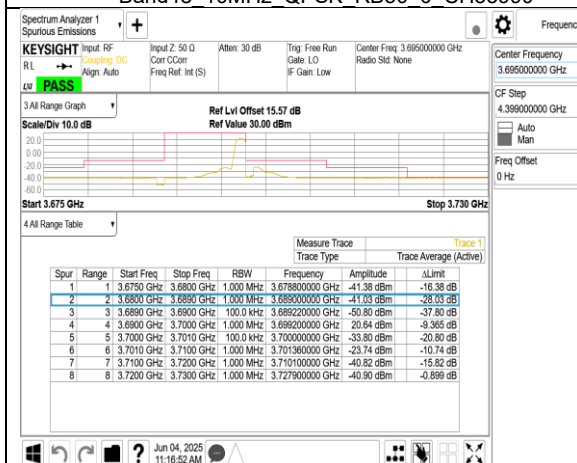 Spectrum Analyzer 1
Spurious Emissions
Frequenc
KEYSIGHT
Input: RF
Coupling: DC
Align: Auto
Input Z: 50 Ω
Corr CCorr
Freq Ref: Int (S)
Atten: 30 dB
Trig: Free Run
Gate: LO
IF Gain: Low
Center Freq: 3.695000000 GHz
Radio Std: None
RL
PASS
Center Frequency
3.695000000 GHz
CF Step
4.399000000 GHz
Auto
Man
Freq Offset
0 Hz
3 All Range Graph
Scale/Div 10.0 dB
Ref Lvl Offset 15.57 dB
Ref Value 30.00 dBm
20.0
0.00
-20.0
-40.0
-60.0
Start 3.675 GHz
Stop 3.730 GHz
4 All Range Table
Measure Trace Trace 1
Trace Type Trace Average (Active)
Spur Range Start Freq Stop Freq RBW Frequency Amplitude ΔLimit
1 1 3.6750 GHz 3.6800 GHz 1.000 MHz 3.678800000 GHz -41.38 dBm -16.38 dB
2 2 3.6800 GHz 3.6890 GHz 1.000 MHz 3.689000000 GHz -41.03 dBm -28.03 dB
3 3 3.6890 GHz 3.6900 GHz 100.0 kHz 3.689220000 GHz -50.80 dBm -37.80 dB
4 4 3.6900 GHz 3.7000 GHz 1.000 MHz 3.699200000 GHz 20.64 dBm -9.365 dB
5 5 3.7000 GHz 3.7010 GHz 100.0 kHz 3.700000000 GHz -33.80 dBm -20.80 dB
6 6 3.7010 GHz 3.7100 GHz 1.000 MHz 3.701360000 GHz -23.74 dBm -10.74 dB
7 7 3.7100 GHz 3.7200 GHz 1.000 MHz 3.710100000 GHz -40.82 dBm -15.82 dB
8 8 3.7200 GHz 3.7300 GHz 1.000 MHz 3.727900000 GHz -40.90 dBm -0.899 dB
Jun 04, 2025
11:16:52 AM